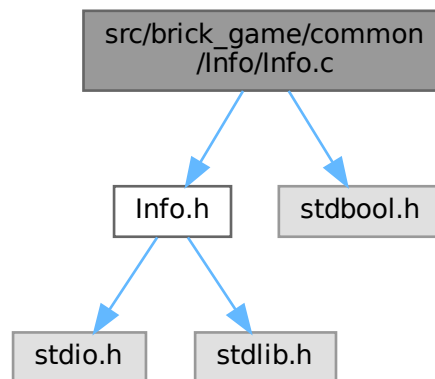 src/brick_game/common
/Info/Info.c
Info.h
stdbool.h
stdio.h
stdlib.h